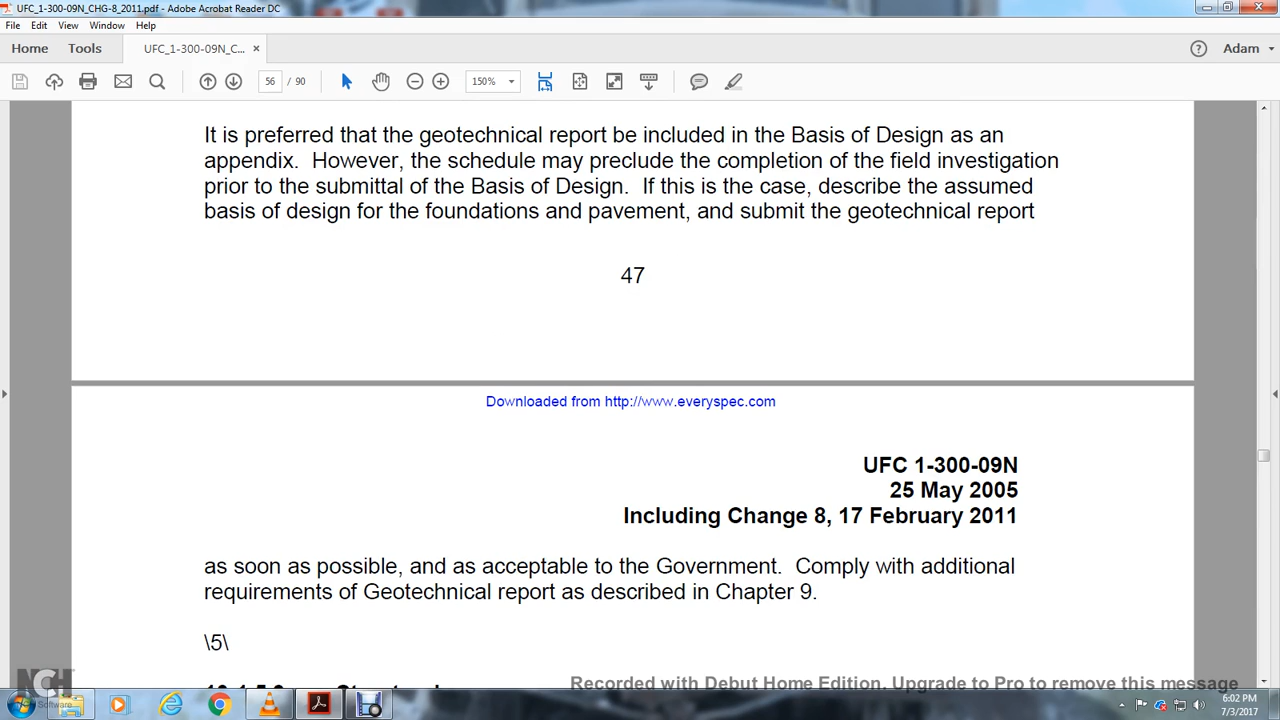 UFC_1-300-09N_CHG-8_2011.pdf - Adobe Acrobat Reader DC
File Edit View Window Help
Home Tools UFC_1-300-09N_C... × Adam
56 / 90 150%
It is preferred that the geotechnical report be included in the Basis of Design as an
appendix.  However, the schedule may preclude the completion of the field investigation
prior to the submittal of the Basis of Design.  If this is the case, describe the assumed
basis of design for the foundations and pavement, and submit the geotechnical report
47
Downloaded from http://www.everyspec.com
UFC 1-300-09N
25 May 2005
Including Change 8, 17 February 2011
as soon as possible, and as acceptable to the Government.  Comply with additional
requirements of Geotechnical report as described in Chapter 9.
\5\
NCH Software
Recorded with Debut Home Edition. Upgrade to Pro to remove this message
6:02 PM
7/3/2017